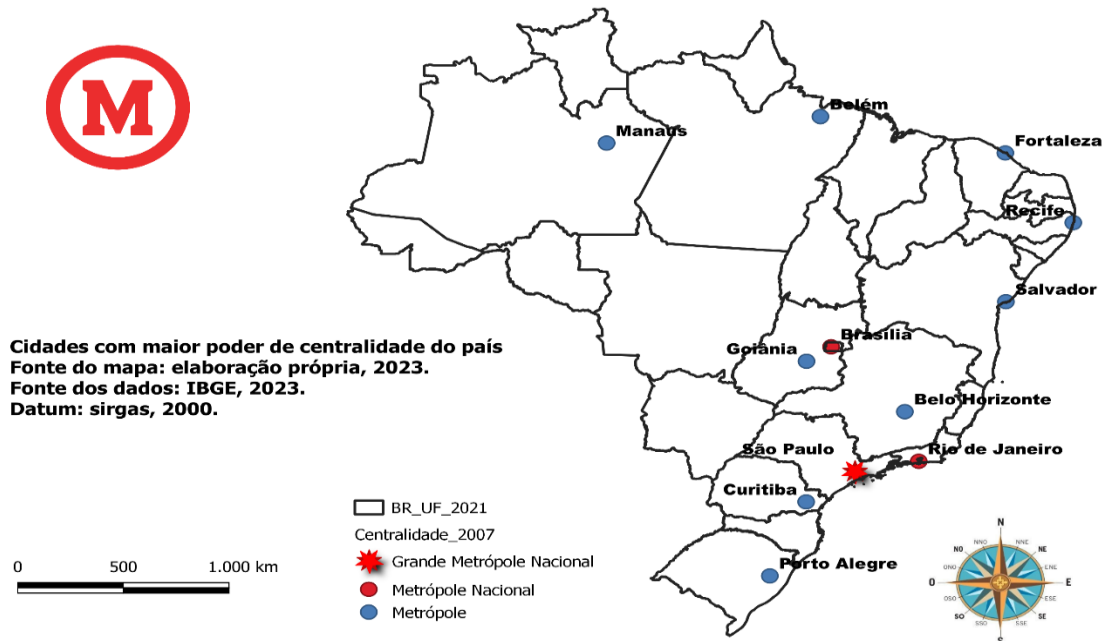 M
Belém
Manaus
Fortaleza
Recife
Salvador
Brasília
Goiânia
Belo Horizonte
São Paulo
Rio de Janeiro
Curitiba
Porto Alegre
Cidades com maior poder de centralidade do país
Fonte do mapa: elaboração própria, 2023.
Fonte dos dados: IBGE, 2023.
Datum: sirgas, 2000.
BR_UF_2021
Centralidade_2007
Grande Metrópole Nacional
Metrópole Nacional
Metrópole
0 500 1.000 km
N
NNO NNE
NO NE
ONO ENE
O E
OSO ESE
SO SE
SSO SSE
S